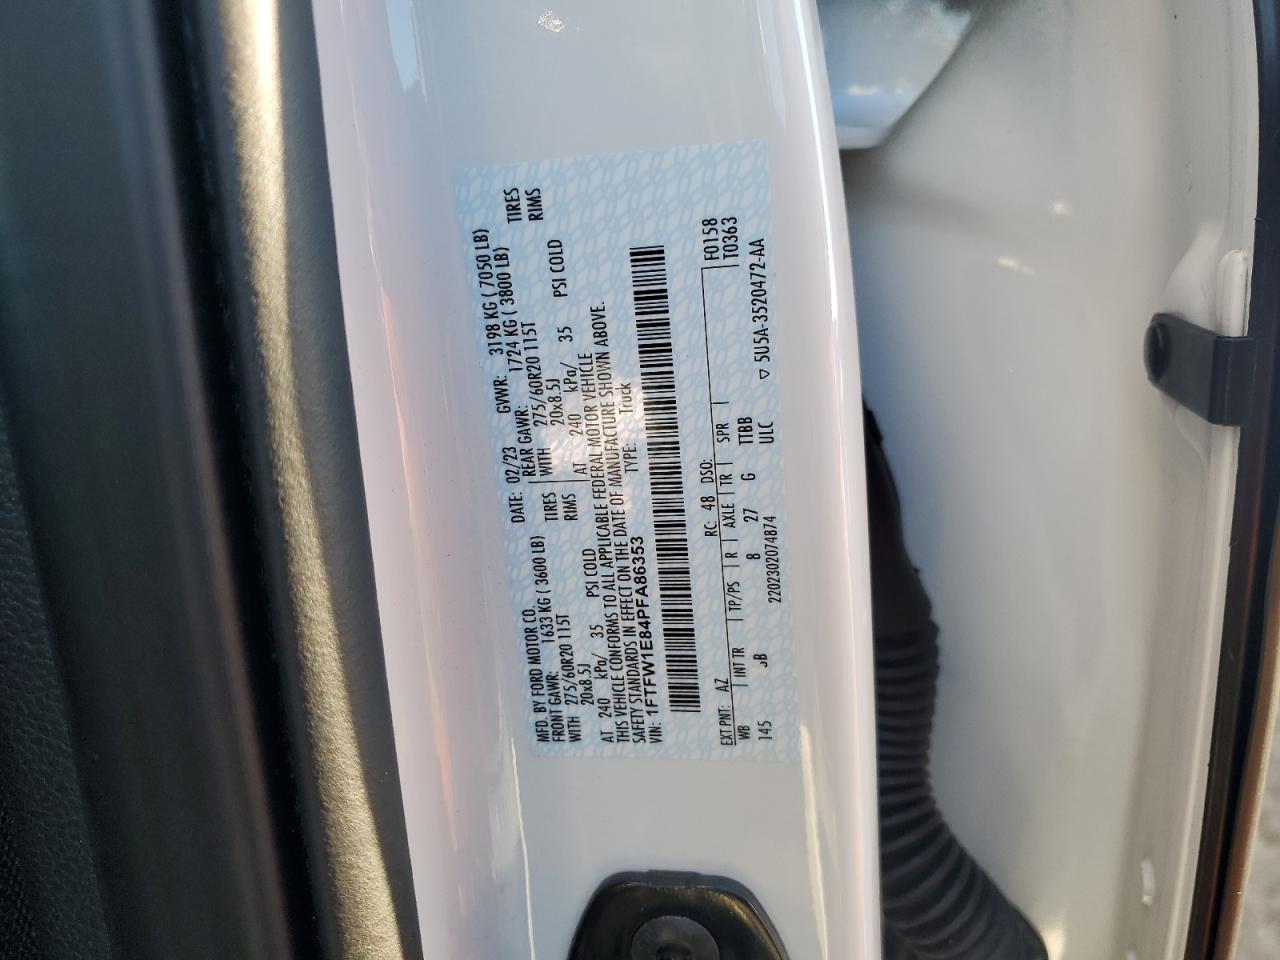 MFD. BY FORD MOTOR CO. DATE: 02/23 GVWR: 3198 KG ( 7050 LB)
FRONT GAWR: 1633 KG ( 3600 LB) REAR GAWR: 1724 KG ( 3800 LB)
WITH 275/60R20 115T TIRES WITH 275/60R20 115T TIRES
20x8.5J RIMS 20x8.5J RIMS
AT 240 kPa/ 35 PSI COLD AT 240 kPa/ 35 PSI COLD
THIS VEHICLE CONFORMS TO ALL APPLICABLE FEDERAL MOTOR VEHICLE
SAFETY STANDARDS IN EFFECT ON THE DATE OF MANUFACTURE SHOWN ABOVE.
VIN: 1FTFW1E84PFA86353 TYPE: Truck
F0158
EXT PNT: AZ RC: 48 DSO: T0363
WB INT TR TP/PS R AXLE TR SPR
145 JB 8 27 G TTBB
2202302074874 ULC ▽ 5U5A-3520472-AA